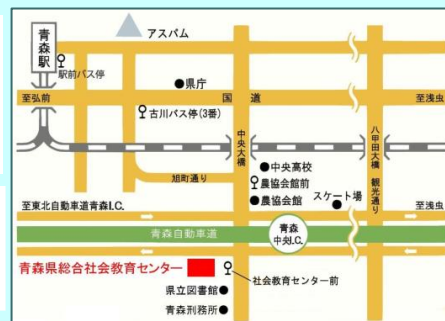 アスパム
青森駅
駅前バス停
県庁
至弘前
国道
至浅虫
古川バス停(3番)
中央大橋
八甲田大橋
観光通り
中央高校
旭町通り
農協会館前
農協会館
スケート場
至東北自動車道青森I.C.
至浅虫
青森自動車道
青森中央I.C.
青森県総合社会教育センター
社会教育センター前
県立図書館
青森刑務所